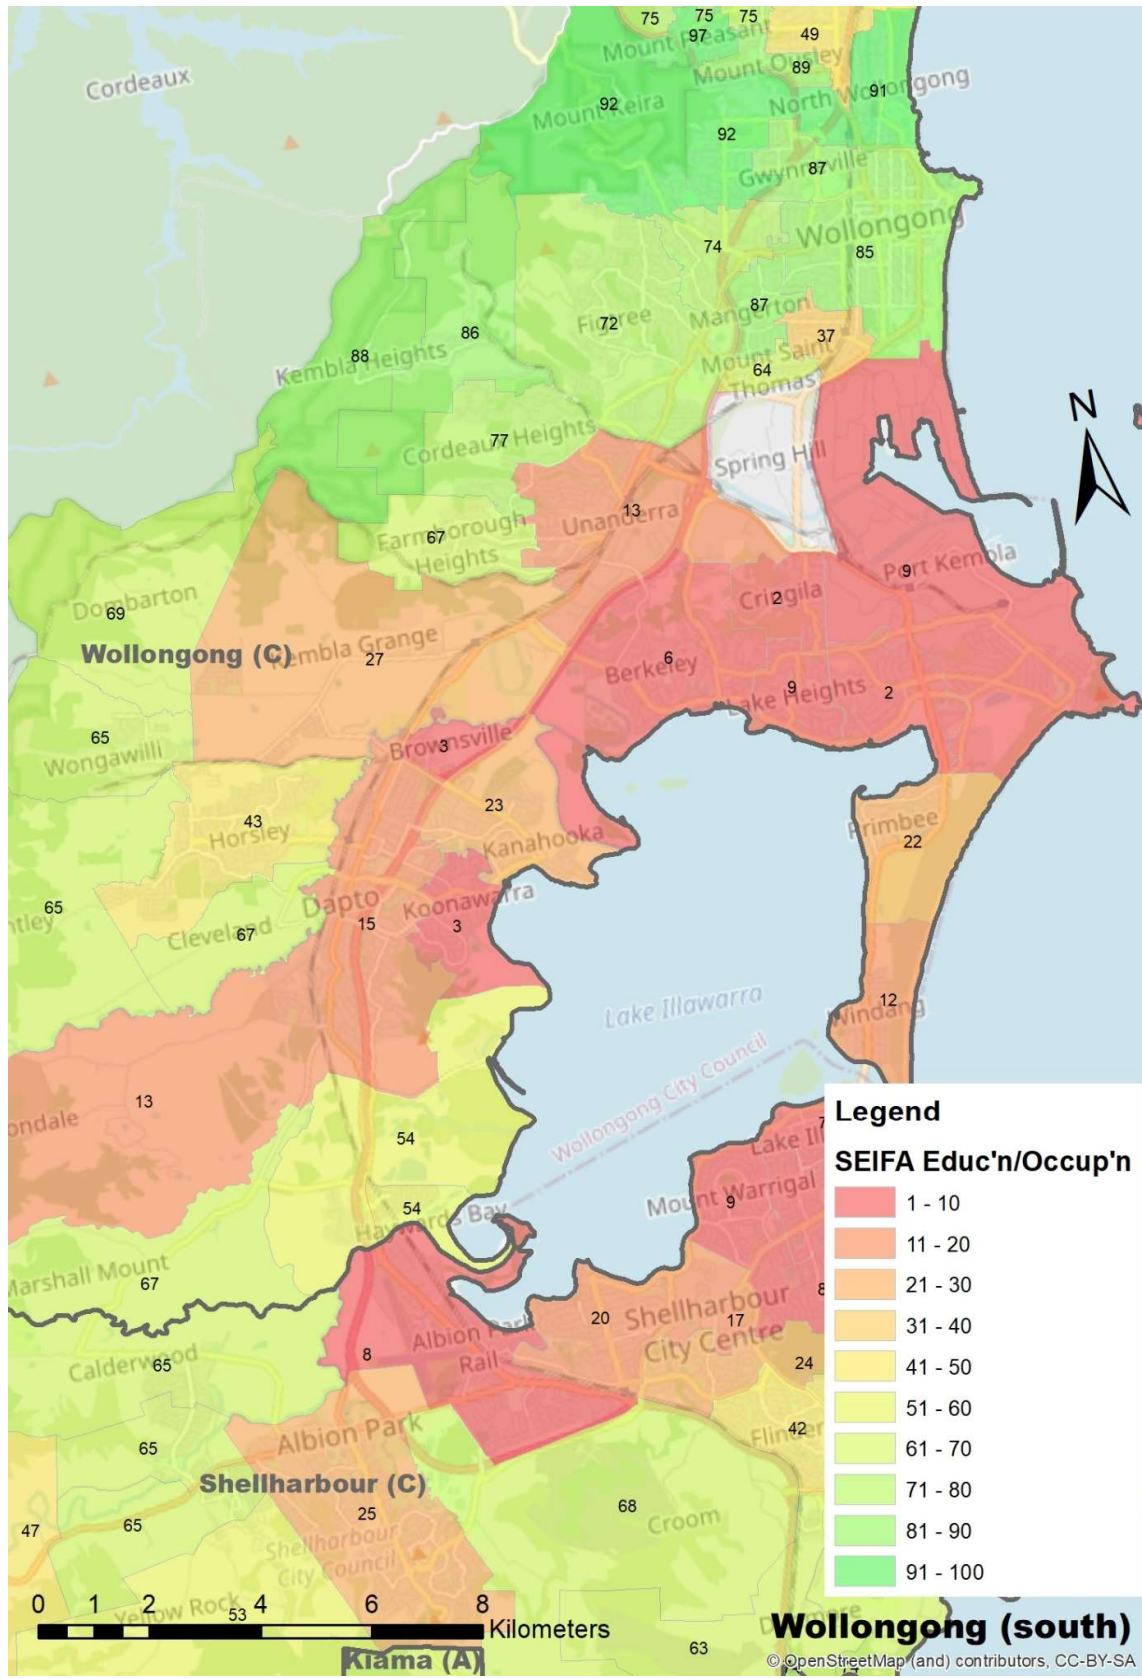 75
75
75
97
49
Mount Pleasant
Cordeaux
Mount Ousley
89
92
Mount Keira
North Wollongong
91
92
Gwynneville
87
Wollongong
74
85
87
Mangerton
72
Figtree
37
86
88
Kembla Heights
Mount Saint
Thomas
64
N
77
Cordeaux Heights
Spring Hill
13
Unanderra
67
Farmborough
Heights
Port Kembla
9
Cringila
2
Dombarton
69
Wollongong (C)
Kembla Grange
27
Berkeley
6
Lake Heights
9
2
65
Wongawilli
Brownsville
3
43
Horsley
23
Kanahooka
Primbee
22
65
ntley
Cleveland
67
Dapto
15
Koonawarra
3
Lake Illawarra
12
Windang
Wollongong City Council
13
ondale
54
54
Haywards Bay
Lake Ill
7
Mount Warrigal
9
8
Marshall Mount
67
Calderwood
65
Albion Park
Rail
8
20
Shellharbour
City Centre
17
24
Albion Park
42
Flinder
65
Shellharbour (C)
25
Shellharbour
City Council
68
Croom
47
65
Yellow Rock
53
63
Legend
SEIFA Educ'n/Occup'n
1 - 10
11 - 20
21 - 30
31 - 40
41 - 50
51 - 60
61 - 70
71 - 80
81 - 90
91 - 100
0 1 2 4 6 8
Kilometers
Wollongong (south)
Kiama (A)
© OpenStreetMap (and) contributors, CC-BY-SA